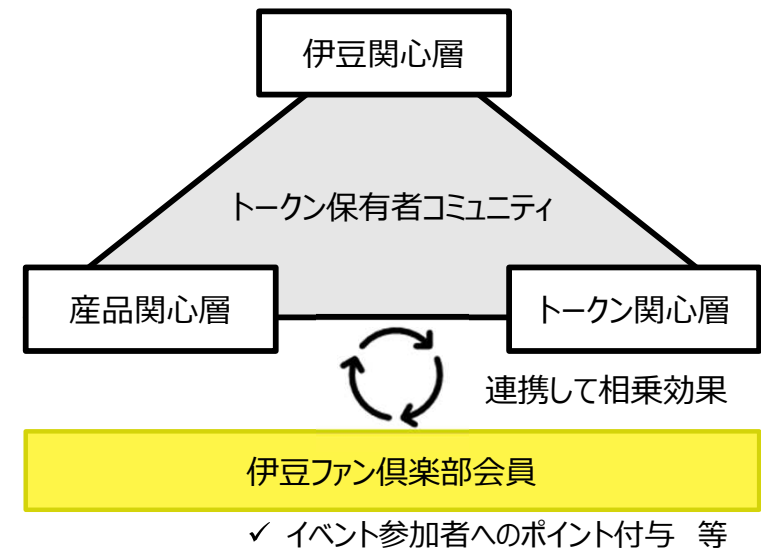 伊豆関心層
トークン保有者コミュニティ
産品関心層
トークン関心層
連携して相乗効果
伊豆ファン倶楽部会員
✓ イベント参加者へのポイント付与　等